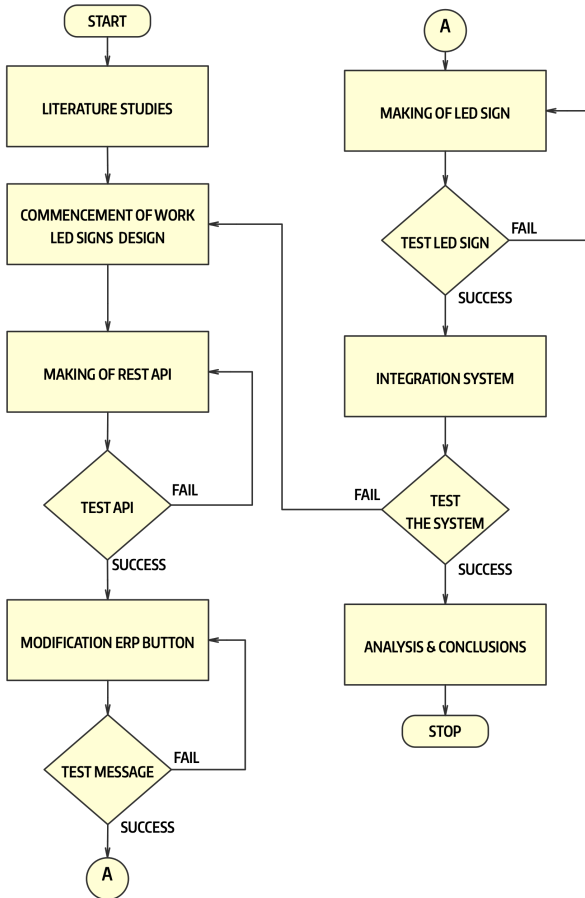 START
LITERATURE STUDIES
COMMENCEMENT OF WORK
LED SIGNS DESIGN
MAKING OF REST API
TEST API
FAIL
SUCCESS
MODIFICATION ERP BUTTON
TEST MESSAGE
FAIL
SUCCESS
A
A
MAKING OF LED SIGN
TEST LED SIGN
FAIL
SUCCESS
INTEGRATION SYSTEM
FAIL
TEST
THE SYSTEM
SUCCESS
ANALYSIS & CONCLUSIONS
STOP